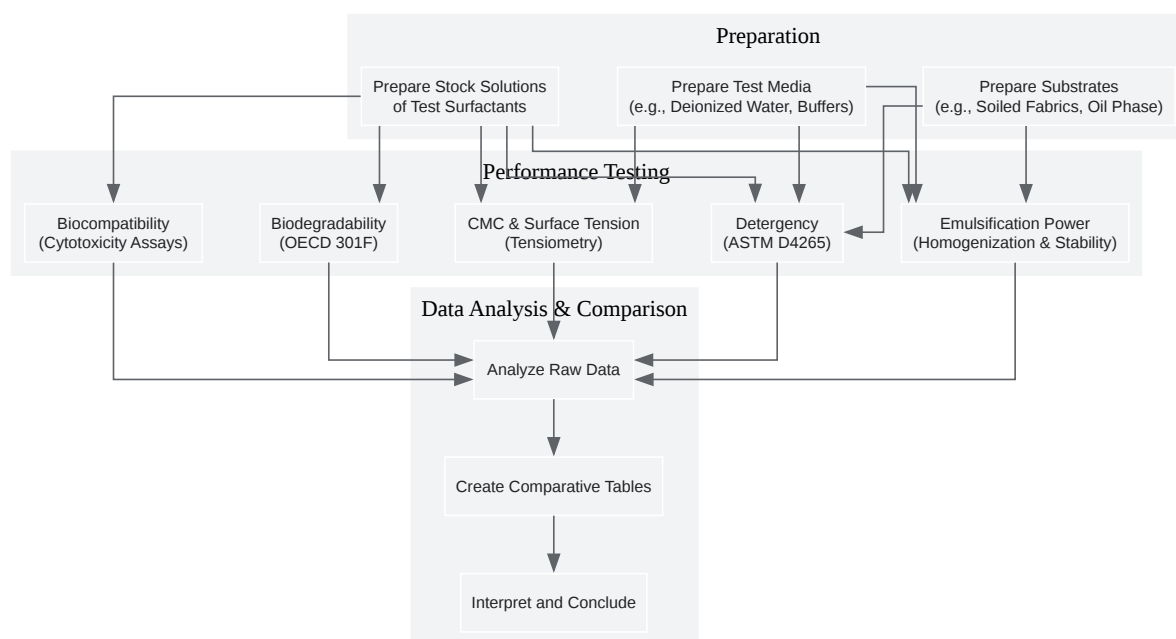 Preparation
Prepare Stock Solutions
of Test Surfactants
Prepare Test Media
(e.g., Deionized Water, Buffers)
Prepare Substrates
(e.g., Soiled Fabrics, Oil Phase)
Performance Testing
Biocompatibility
(Cytotoxicity Assays)
Biodegradability
(OECD 301F)
CMC & Surface Tension
(Tensiometry)
Detergency
(ASTM D4265)
Emulsification Power
(Homogenization & Stability)
Data Analysis & Comparison
Analyze Raw Data
Create Comparative Tables
Interpret and Conclude